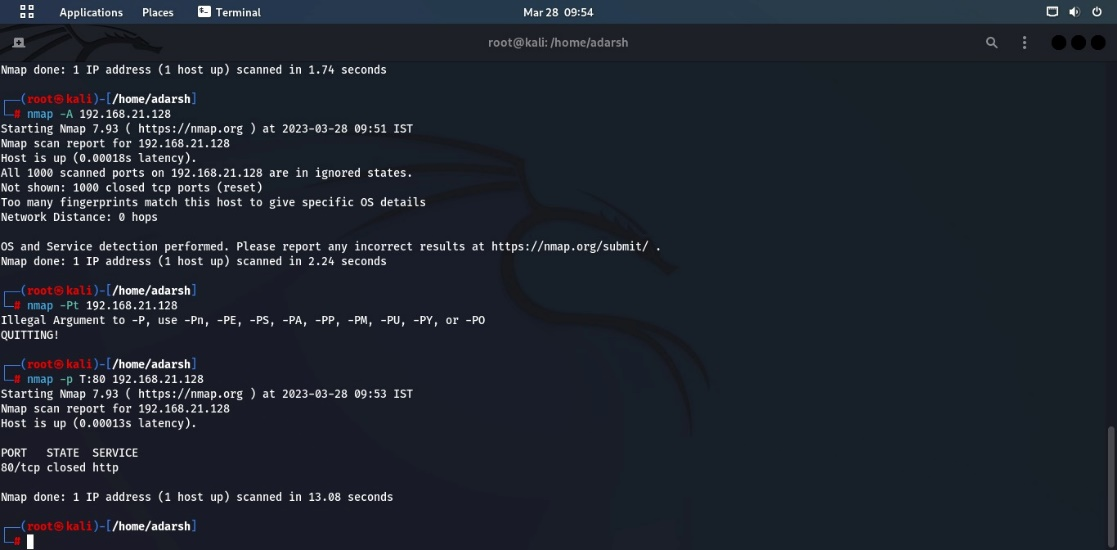 Applications Places Terminal Mar 28 09:54
root@kali: /home/adarsh
Nmap done: 1 IP address (1 host up) scanned in 1.74 seconds
┌──(root㉿kali)-[/home/adarsh]
└─# nmap -A 192.168.21.128
Starting Nmap 7.93 ( https://nmap.org ) at 2023-03-28 09:51 IST
Nmap scan report for 192.168.21.128
Host is up (0.00018s latency).
All 1000 scanned ports on 192.168.21.128 are in ignored states.
Not shown: 1000 closed tcp ports (reset)
Too many fingerprints match this host to give specific OS details
Network Distance: 0 hops
OS and Service detection performed. Please report any incorrect results at https://nmap.org/submit/ .
Nmap done: 1 IP address (1 host up) scanned in 2.24 seconds
┌──(root㉿kali)-[/home/adarsh]
└─# nmap -Pt 192.168.21.128
Illegal Argument to -P, use -Pn, -PE, -PS, -PA, -PP, -PM, -PU, -PY, or -PO
QUITTING!
┌──(root㉿kali)-[/home/adarsh]
└─# nmap -p T:80 192.168.21.128
Starting Nmap 7.93 ( https://nmap.org ) at 2023-03-28 09:53 IST
Nmap scan report for 192.168.21.128
Host is up (0.00013s latency).
PORT   STATE  SERVICE
80/tcp closed http
Nmap done: 1 IP address (1 host up) scanned in 13.08 seconds
┌──(root㉿kali)-[/home/adarsh]
└─#